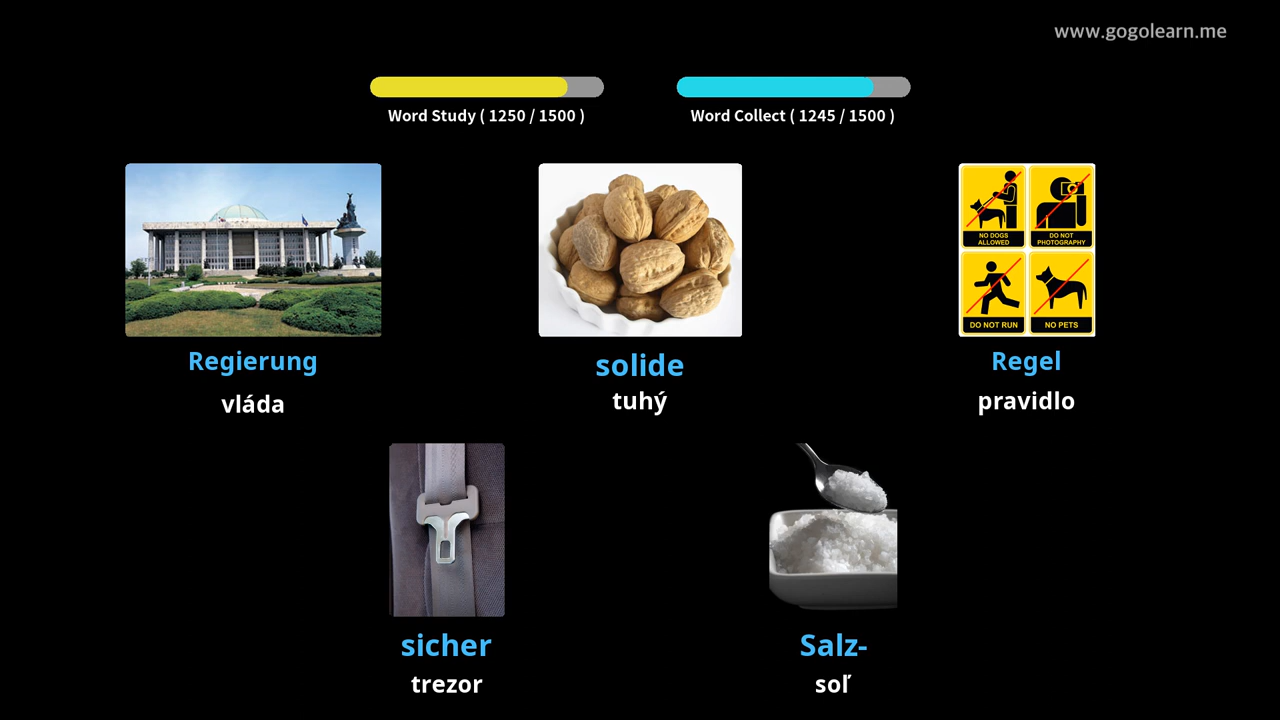 www.gogolearn.me
Word Study ( 1250 / 1500 )
Word Collect ( 1245 / 1500 )
NO DOGS
ALLOWED
DO NOT
PHOTOGRAPHY
DO NOT RUN
NO PETS
Regierung
solide
Regel
vláda
tuhý
pravidlo
sicher
Salz-
trezor
soľ